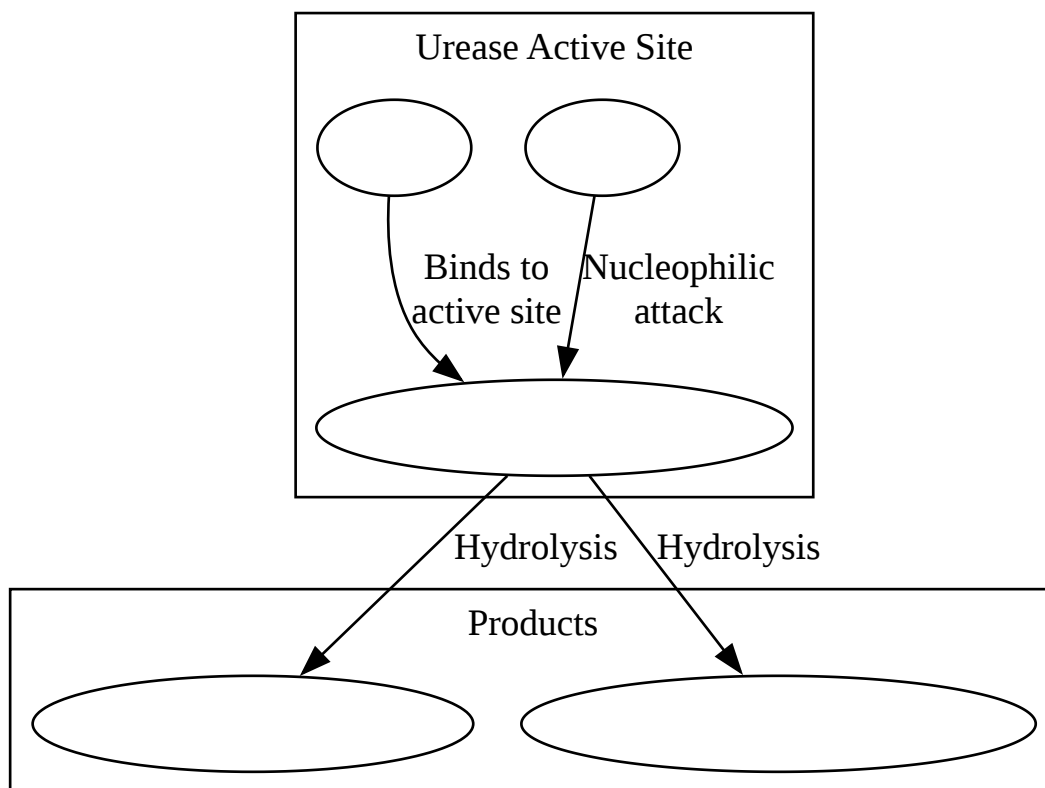 Urease Active Site
Binds to
active site
Nucleophilic
attack
Hydrolysis
Hydrolysis
Products